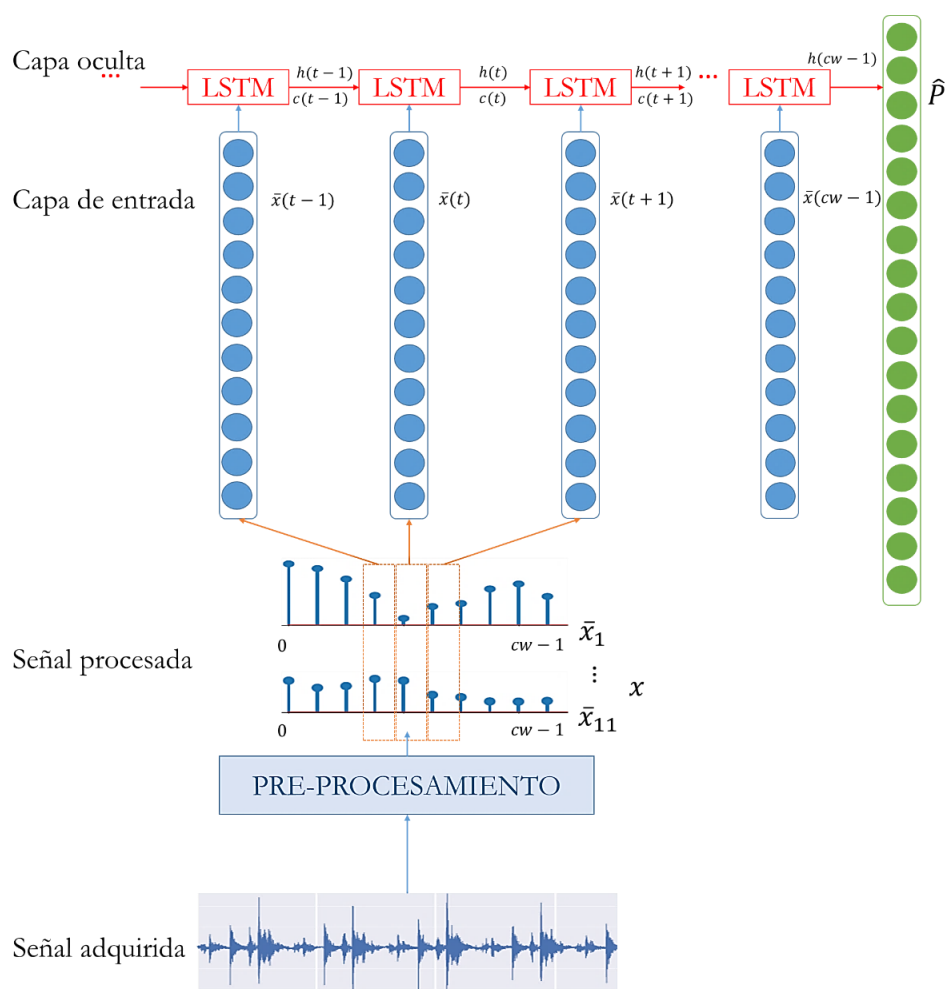 Capa oculta
...
LSTM
h(t − 1)
c(t − 1)
LSTM
h(t)
c(t)
LSTM
h(t + 1)
c(t + 1)
...
LSTM
h(cw − 1)
P̂
Capa de entrada
x̄(t − 1)
x̄(t)
x̄(t + 1)
x̄(cw − 1)
Señal procesada
0
cw − 1
x̄₁
⋮
x
0
cw − 1
x̄₁₁
PRE-PROCESAMIENTO
Señal adquirida